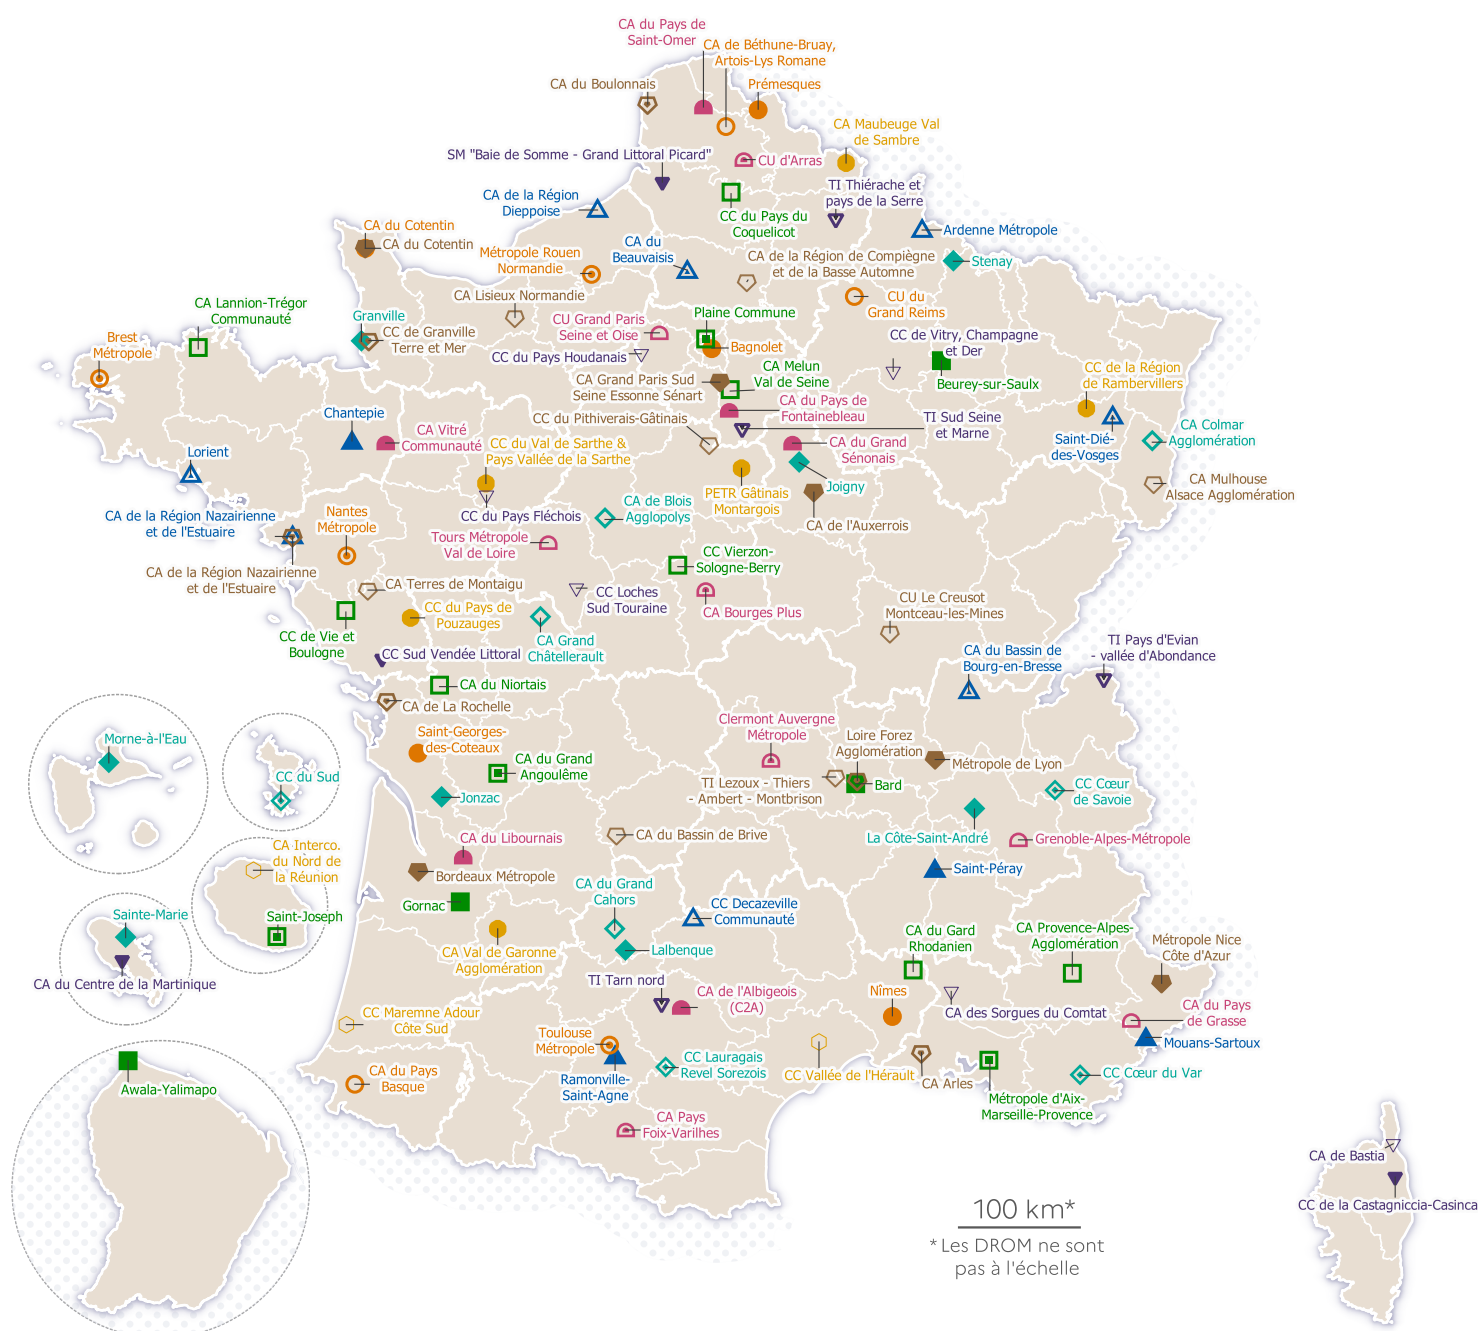 CA du Pays de
Saint-Omer
CA de Béthune-Bruay,
Artois-Lys Romane
CA du Boulonnais
Prémesques
CA Maubeuge Val
de Sambre
SM "Baie de Somme - Grand Littoral Picard"
CU d'Arras
TI Thiérache et
pays de la Serre
CA de la Région
Dieppoise
CC du Pays du
Coquelicot
CA du Cotentin
CA du Cotentin
Ardenne Métropole
CA du
Beauvaisis
Métropole Rouen
Normandie
CA de la Région de Compiègne
et de la Basse Automne
Stenay
CA Lisieux Normandie
CA Lannion-Trégor
Communauté
CU du
Grand Reims
Granville
CC de Granville
Terre et Mer
CU Grand Paris
Seine et Oise
Plaine Commune
Brest
Métropole
Bagnolet
CC de Vitry, Champagne
et Der
CC du Pays Houdanais
CA Melun
Val de Seine
CA Grand Paris Sud
Seine Essonne Sénart
Beurey-sur-Saulx
CC de la Région
de Rambervillers
CA du Pays de
Fontainebleau
Chantepie
CC du Pithiverais-Gâtinais
TI Sud Seine
et Marne
CA Vitré
Communauté
CA Colmar
Agglomération
Saint-Dié-
des-Vosges
CC du Val de Sarthe &
Pays Vallée de la Sarthe
CA du Grand
Sénonais
Lorient
Joigny
CA Mulhouse
Alsace Agglomération
PETR Gâtinais
Montargois
CA de Blois
Agglopolys
CA de la Région Nazairienne
et de l'Estuaire
Nantes
Métropole
CC du Pays Fléchois
CA de l'Auxerrois
Tours Métropole
Val de Loire
CC Vierzon-
Sologne-Berry
CA de la Région Nazairienne
et de l'Estuaire
CA Terres de Montaigu
CC Loches
Sud Touraine
CU Le Creusot
Montceau-les-Mines
CC du Pays de
Pouzauges
CA Bourges Plus
CC de Vie et
Boulogne
CA Grand
Châtellerault
TI Pays d'Evian
- vallée d'Abondance
CC Sud Vendée Littoral
CA du Bassin de
Bourg-en-Bresse
CA du Niortais
CA de La Rochelle
Clermont Auvergne
Métropole
Saint-Georges-
des-Coteaux
Loire Forez
Agglomération
Morne-à-l'Eau
CC du Sud
CA du Grand
Angoulême
Métropole de Lyon
TI Lezoux - Thiers
- Ambert - Montbrison
Bard
CC Cœur
de Savoie
Jonzac
CA du Libournais
CA du Bassin de Brive
La Côte-Saint-André
Grenoble-Alpes-Métropole
CA Interco.
du Nord de
la Réunion
Bordeaux Métropole
Saint-Péray
CA du Grand
Cahors
Gornac
CC Decazeville
Communauté
Sainte-Marie
Saint-Joseph
CA du Gard
Rhodanien
CA Provence-Alpes-
Agglomération
Métropole Nice
Côte d'Azur
CA Val de Garonne
Agglomération
Lalbenque
CA du Centre de la Martinique
TI Tarn nord
CA de l'Albigeois
(C2A)
Nîmes
CA des Sorgues du Comtat
CA du Pays
de Grasse
CC Maremne Adour
Côte Sud
Toulouse
Métropole
Mouans-Sartoux
CC Lauragais
Revel Sorezois
CC Vallée de l'Hérault
CA Arles
CC Cœur du Var
CA du Pays
Basque
Awala-Yalimapo
Ramonville-
Saint-Agne
Métropole d'Aix-
Marseille-Provence
CA Pays
Foix-Varilhes
CA de Bastia
CC de la Castagniccia-Casinca
100 km*
* Les DROM ne sont
pas à l'échelle